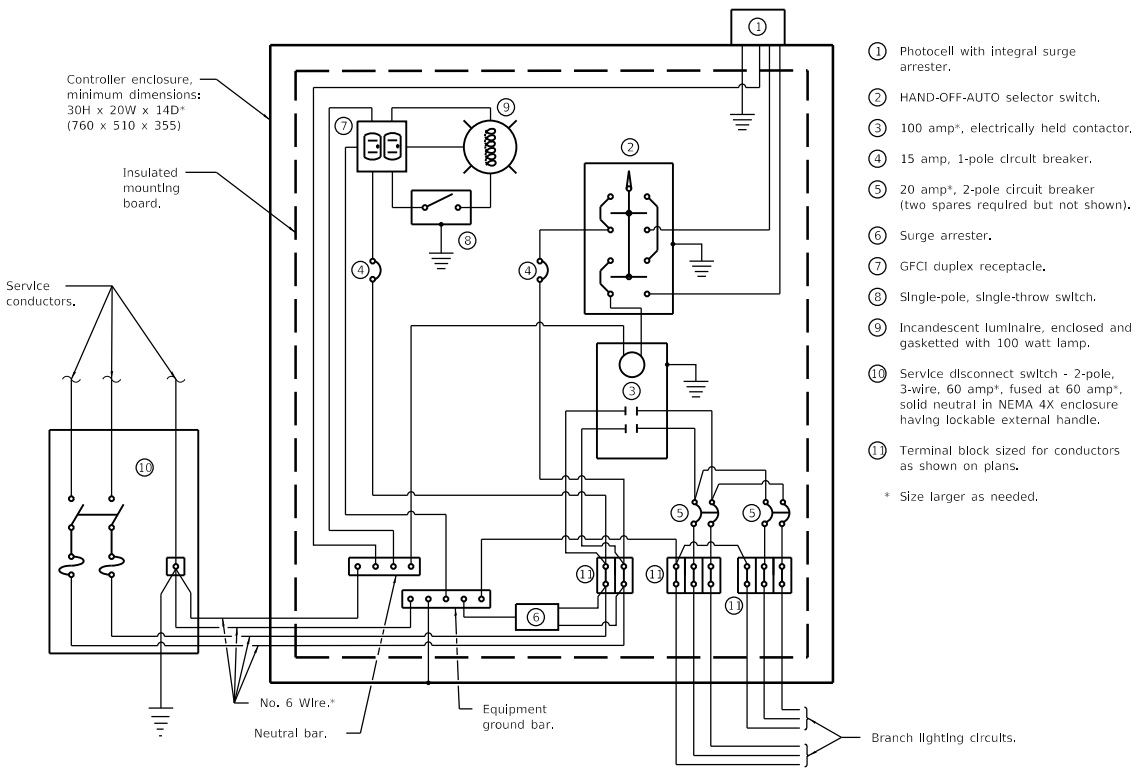 1
Controller enclosure,
minimum dimensions:
30H x 20W x 14D*
(760 x 510 x 355)
Insulated
mounting
board.
Service
conductors.
7
9
2
8
4
4
3
10
5
5
11
11
11
6
No. 6 Wire.*
Neutral bar.
Equipment
ground bar.
Branch lighting circuits.
1 Photocell with integral surge
arrester.
2 HAND-OFF-AUTO selector switch.
3 100 amp*, electrically held contactor.
4 15 amp, 1-pole circuit breaker.
5 20 amp*, 2-pole circuit breaker
(two spares required but not shown).
6 Surge arrester.
7 GFCI duplex receptacle.
8 Single-pole, single-throw switch.
9 Incandescent luminaire, enclosed and
gasketted with 100 watt lamp.
10 Service disconnect switch - 2-pole,
3-wire, 60 amp*, fused at 60 amp*,
solid neutral in NEMA 4X enclosure
having lockable external handle.
11 Terminal block sized for conductors
as shown on plans.
* Size larger as needed.